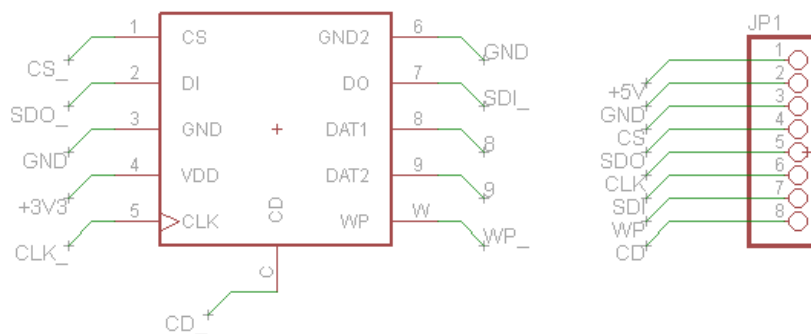 1 CS GND2 6
CS_ GND
2 DI DO 7
SDO_ SDI_
3 GND DAT1 8
GND 8
4 VDD DAT2 9
+3V3 9
5 CLK CD WP W
CLK_ WP_
C
CD_
JP1
1
+5V
2
GND
3
CS
4
SDO
5
CLK
6
SDI
7
WP
8
CD